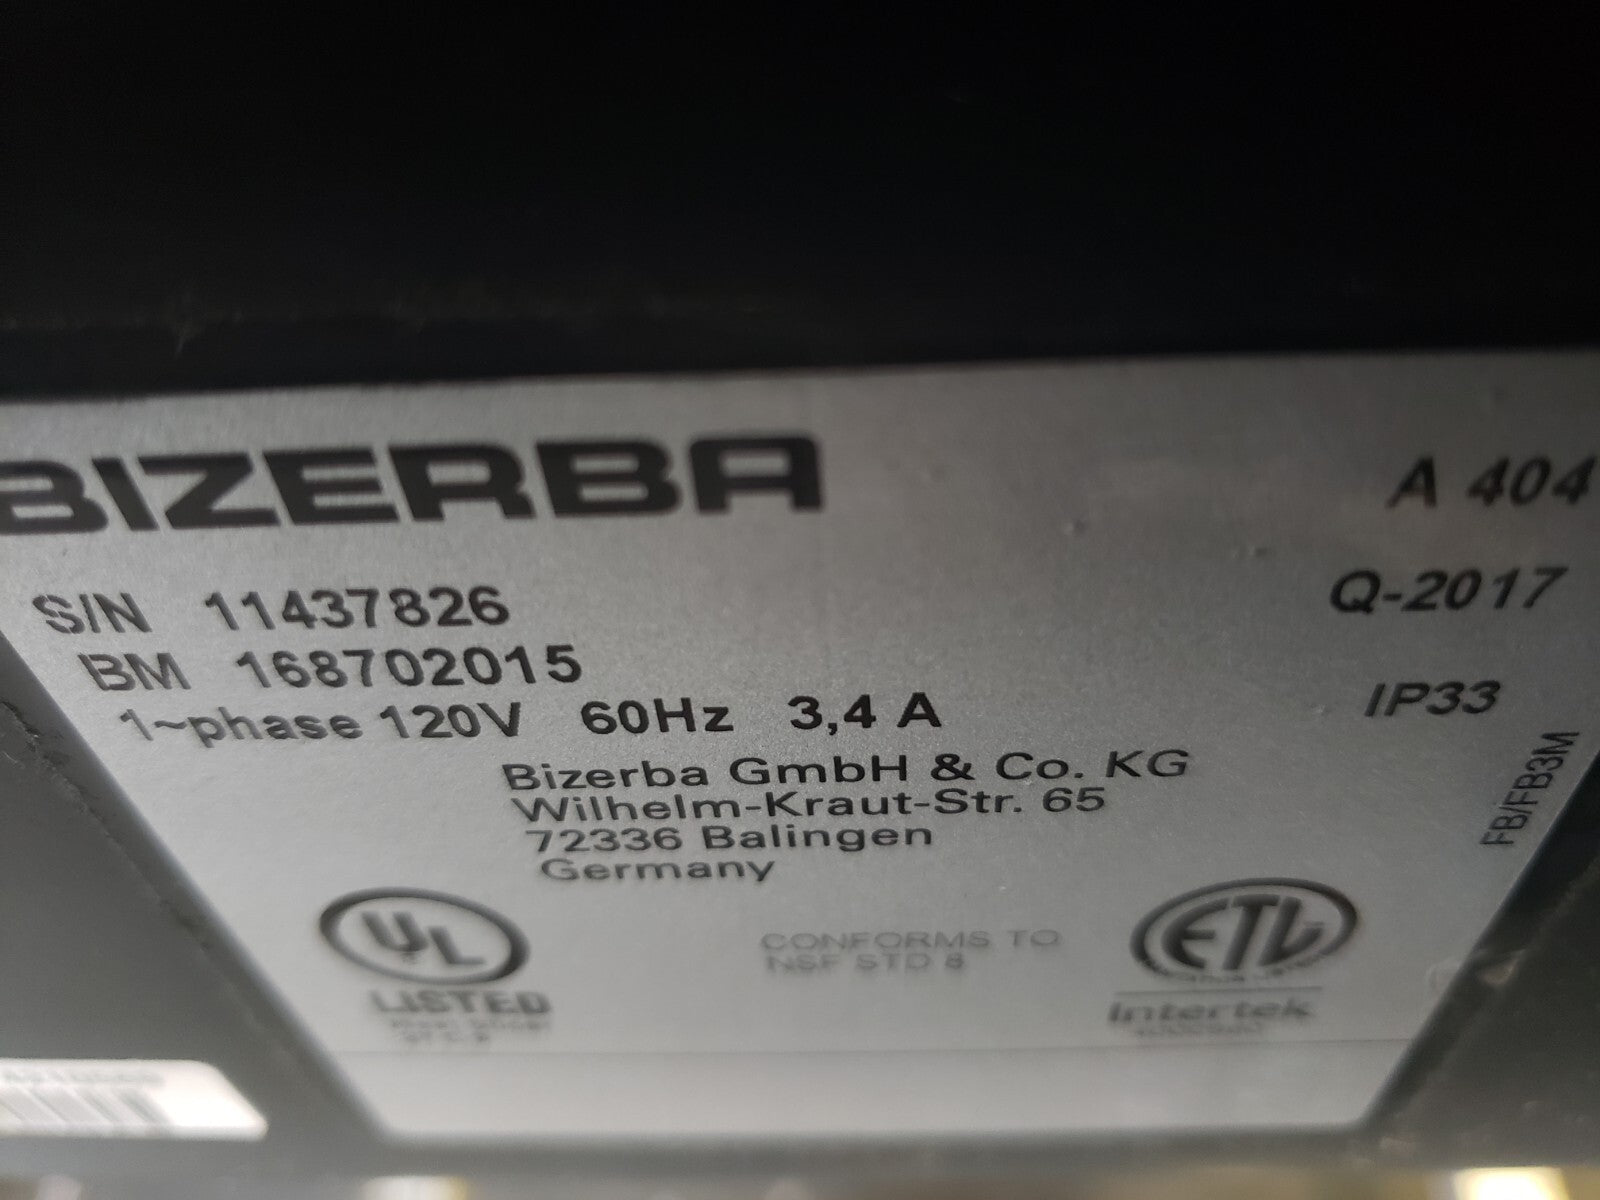 BIZERBA
A 404
S/N 11437826
Q-2017
BM 168702015
1~phase 120V 60Hz 3,4 A
IP33
Bizerba GmbH & Co. KG
Wilhelm-Kraut-Str. 65
72336 Balingen
Germany
FB/FB3M
UL
LISTED
CONFORMS TO
NSF STD 8
ETL
Intertek